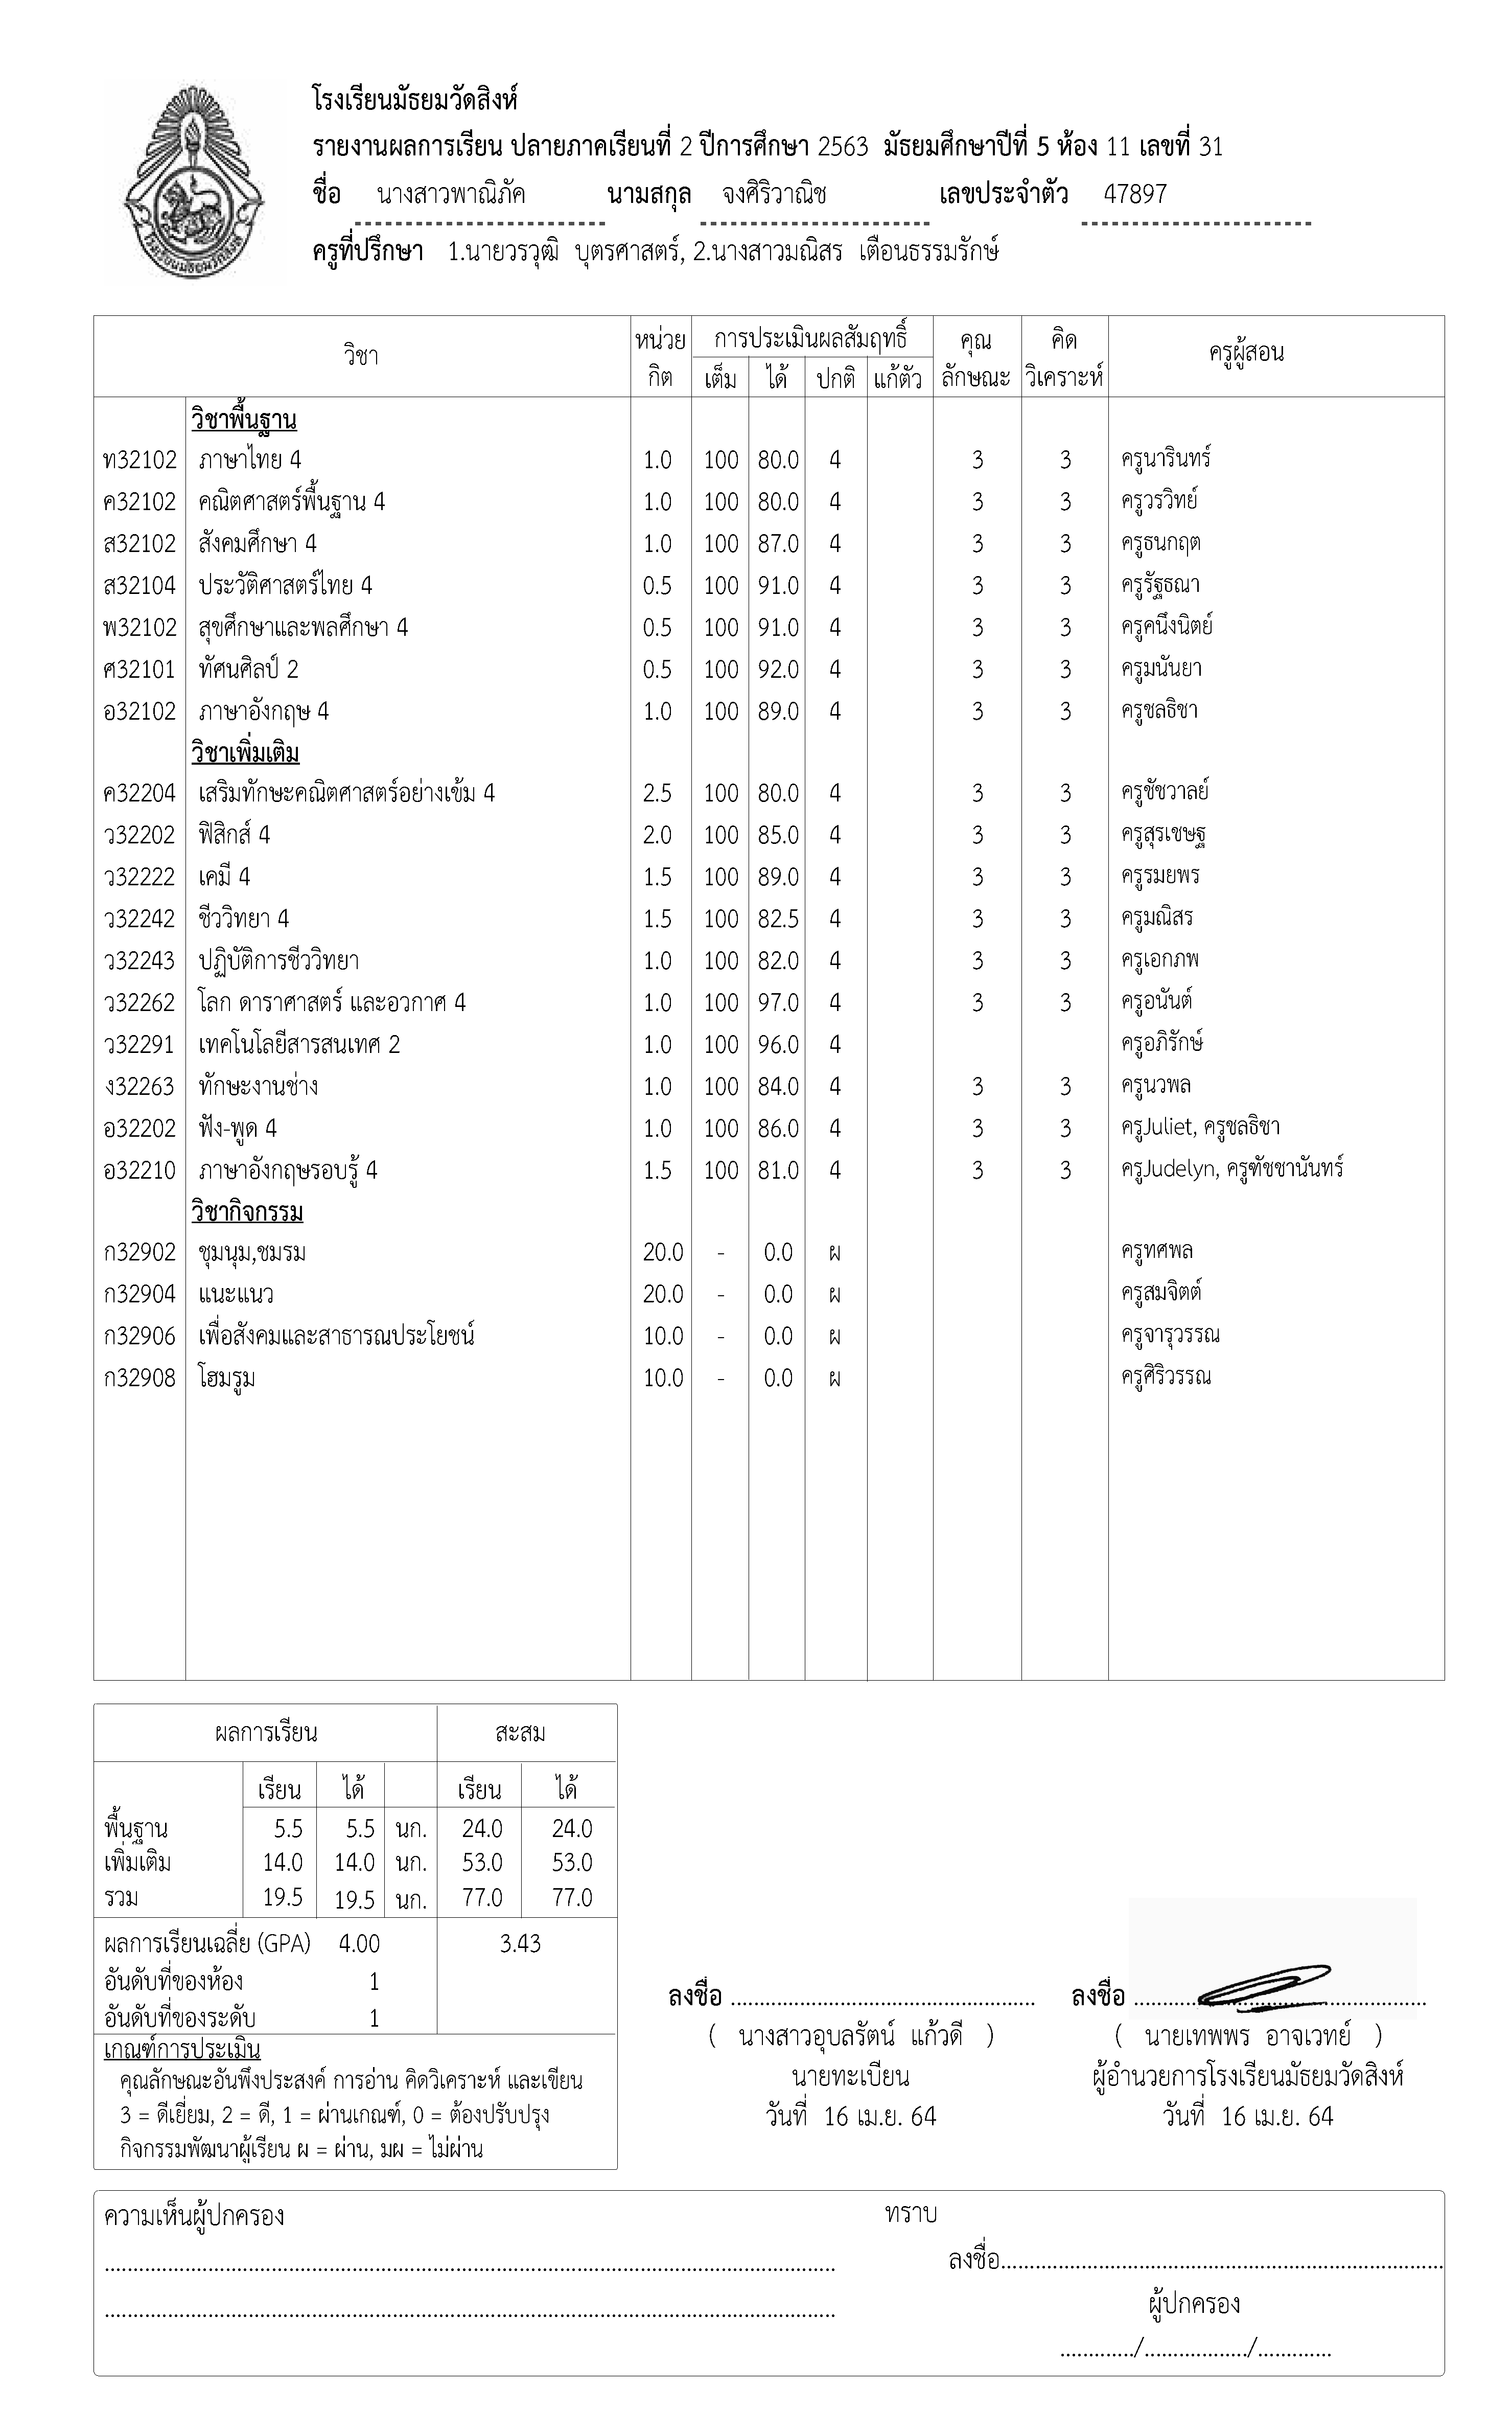 โรงเรียนมัธยมวัดสิงห์
รายงานผลการเรียน ปลายภาคเรียนที่ 2 ปีการศึกษา 2563 มัธยมศึกษาปีที่ 5 ห้อง 11 เลขที่ 31
ชื่อ นางสาวพาณิภัค นามสกุล จงศิริวาณิช เลขประจำตัว 47897
ครูที่ปรึกษา 1.นายวรวุฒิ บุตรศาสตร์, 2.นางสาวมณิสร เตือนธรรมรักษ์
โรงเรียนมัธยมวัดสิงห์
วิชา หน่วยกิต การประเมินผลสัมฤทธิ์ คุณลักษณะ คิดวิเคราะห์ ครูผู้สอน
เต็ม ได้ ปกติ แก้ตัว
วิชาพื้นฐาน
ท32102 ภาษาไทย 4 1.0 100 80.0 4 3 3 ครูนารินทร์
ค32102 คณิตศาสตร์พื้นฐาน 4 1.0 100 80.0 4 3 3 ครูวรวิทย์
ส32102 สังคมศึกษา 4 1.0 100 87.0 4 3 3 ครูธนกฤต
ส32104 ประวัติศาสตร์ไทย 4 0.5 100 91.0 4 3 3 ครูรัฐธณา
พ32102 สุขศึกษาและพลศึกษา 4 0.5 100 91.0 4 3 3 ครูคนึงนิตย์
ศ32101 ทัศนศิลป์ 2 0.5 100 92.0 4 3 3 ครูมนันยา
อ32102 ภาษาอังกฤษ 4 1.0 100 89.0 4 3 3 ครูชลธิชา
วิชาเพิ่มเติม
ค32204 เสริมทักษะคณิตศาสตร์อย่างเข้ม 4 2.5 100 80.0 4 3 3 ครูชัชวาลย์
ว32202 ฟิสิกส์ 4 2.0 100 85.0 4 3 3 ครูสุรเชษฐ
ว32222 เคมี 4 1.5 100 89.0 4 3 3 ครูรมยพร
ว32242 ชีววิทยา 4 1.5 100 82.5 4 3 3 ครูมณิสร
ว32243 ปฏิบัติการชีววิทยา 1.0 100 82.0 4 3 3 ครูเอกภพ
ว32262 โลก ดาราศาสตร์ และอวกาศ 4 1.0 100 97.0 4 3 3 ครูอนันต์
ว32291 เทคโนโลยีสารสนเทศ 2 1.0 100 96.0 4 ครูอภิรักษ์
ง32263 ทักษะงานช่าง 1.0 100 84.0 4 3 3 ครูนวพล
อ32202 ฟัง-พูด 4 1.0 100 86.0 4 3 3 ครูJuliet, ครูชลธิชา
อ32210 ภาษาอังกฤษรอบรู้ 4 1.5 100 81.0 4 3 3 ครูJudelyn, ครูฑัชชานันทร์
วิชากิจกรรม
ก32902 ชุมนุม,ชมรม 20.0 - 0.0 ผ ครูทศพล
ก32904 แนะแนว 20.0 - 0.0 ผ ครูสมจิตต์
ก32906 เพื่อสังคมและสาธารณประโยชน์ 10.0 - 0.0 ผ ครูจารุวรรณ
ก32908 โฮมรูม 10.0 - 0.0 ผ ครูศิริวรรณ
ผลการเรียน สะสม
เรียน ได้ เรียน ได้
พื้นฐาน 5.5 5.5 นก. 24.0 24.0
เพิ่มเติม 14.0 14.0 นก. 53.0 53.0
รวม 19.5 19.5 นก. 77.0 77.0
ผลการเรียนเฉลี่ย (GPA) 4.00 3.43
อันดับที่ของห้อง 1
อันดับที่ของระดับ 1
เกณฑ์การประเมิน
คุณลักษณะอันพึงประสงค์ การอ่าน คิดวิเคราะห์ และเขียน
3 = ดีเยี่ยม, 2 = ดี, 1 = ผ่านเกณฑ์, 0 = ต้องปรับปรุง
กิจกรรมพัฒนาผู้เรียน ผ = ผ่าน, มผ = ไม่ผ่าน
ลงชื่อ ..................................................... ลงชื่อ .....................................................
( นางสาวอุบลรัตน์ แก้วดี ) ( นายเทพพร อาจเวทย์ )
นายทะเบียน ผู้อำนวยการโรงเรียนมัธยมวัดสิงห์
วันที่ 16 เม.ย. 64 วันที่ 16 เม.ย. 64
ความเห็นผู้ปกครอง ทราบ
ลงชื่อ.............................................................................
ผู้ปกครอง
............./................../.............